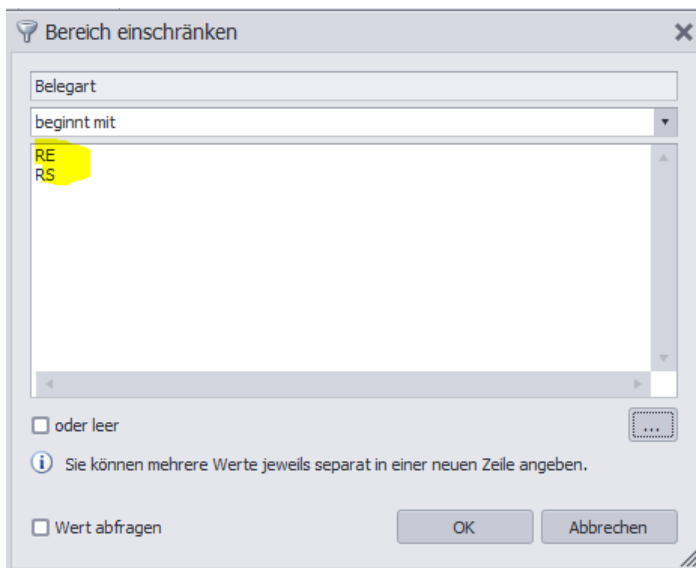 Bereich einschränken
Belegart
beginnt mit
RE
RS
oder leer
...
Sie können mehrere Werte jeweils separat in einer neuen Zeile angeben.
Wert abfragen
OK
Abbrechen